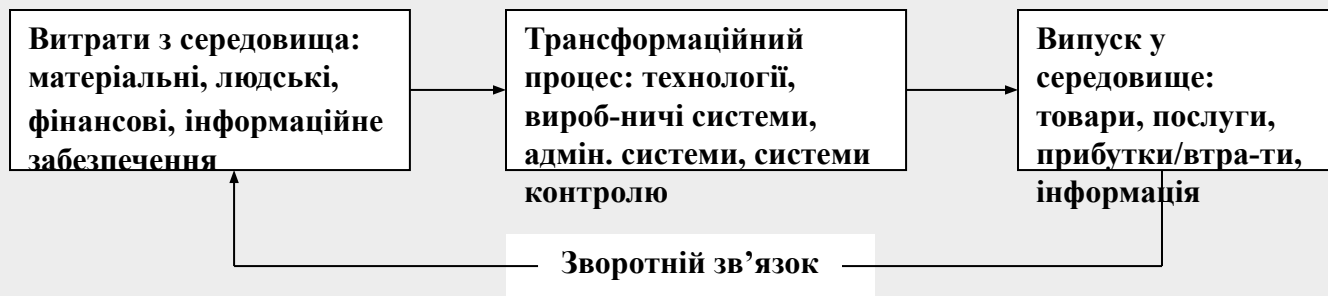 Витрати з середовища:
матеріальні, людські,
фінансові, інформаційне
забезпечення
Трансформаційний
процес: технології,
вироб-ничі системи,
адмін. системи, системи
контролю
Випуск у
середовище:
товари, послуги,
прибутки/втра-ти,
інформація
Зворотній зв’язок